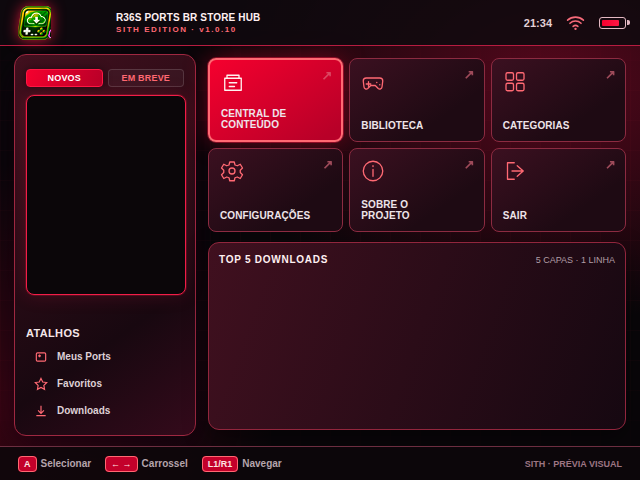 R36S PORTS BR STORE HUB
SITH EDITION · v1.0.10
21:34
NOVOS
EM BREVE
CENTRAL DE
CONTEÚDO
BIBLIOTECA
CATEGORIAS
CONFIGURAÇÕES
SOBRE O
PROJETO
SAIR
TOP 5 DOWNLOADS
5 CAPAS · 1 LINHA
ATALHOS
Meus Ports
Favoritos
Downloads
A Selecionar
← → Carrossel
L1/R1 Navegar
SITH · PRÉVIA VISUAL